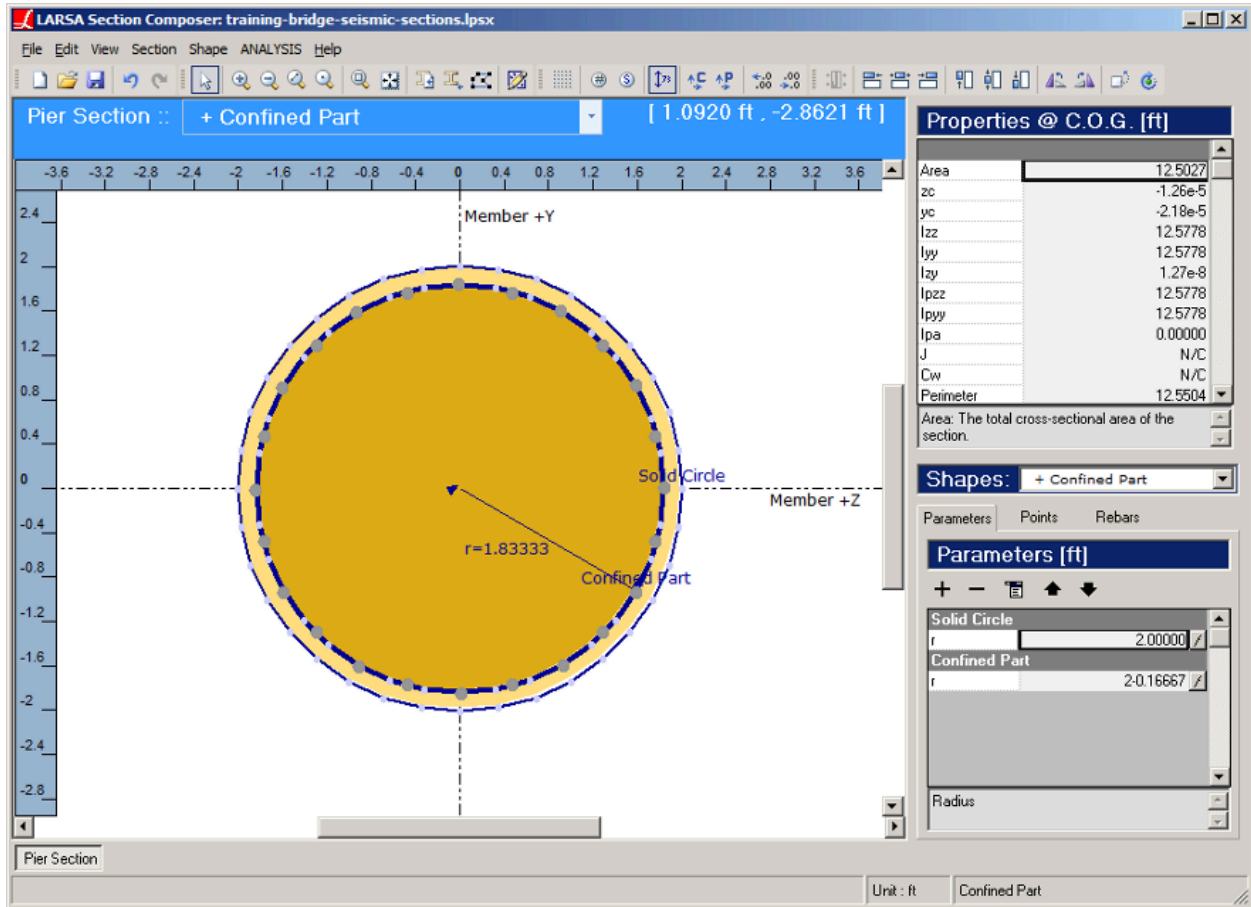 LARSA Section Composer: training-bridge-seismic-sections.lpsx
File Edit View Section Shape ANALYSIS Help
Pier Section :: + Confined Part [ 1.0920 ft , -2.8621 ft ]
-3.6 -3.2 -2.8 -2.4 -2 -1.6 -1.2 -0.8 -0.4 0 0.4 0.8 1.2 1.6 2 2.4 2.8 3.2 3.6
2.4
2
1.6
1.2
0.8
0.4
0
-0.4
-0.8
-1.2
-1.6
-2
-2.4
-2.8
Member +Y
Solid Circle
Member +Z
r=1.83333
Confined Part
Properties @ C.O.G. [ft]
Area 12.5027
zc -1.26e-5
yc -2.18e-5
Izz 12.5778
Iyy 12.5778
Izy 1.27e-8
Ipzz 12.5778
Ipyy 12.5778
Ipa 0.00000
J N/C
Cw N/C
Perimeter 12.5504
Area: The total cross-sectional area of the
section.
Shapes: + Confined Part
Parameters Points Rebars
Parameters [ft]
Solid Circle
r 2.00000
Confined Part
r 2-0.16667
Radius
Pier Section
Unit : ft Confined Part